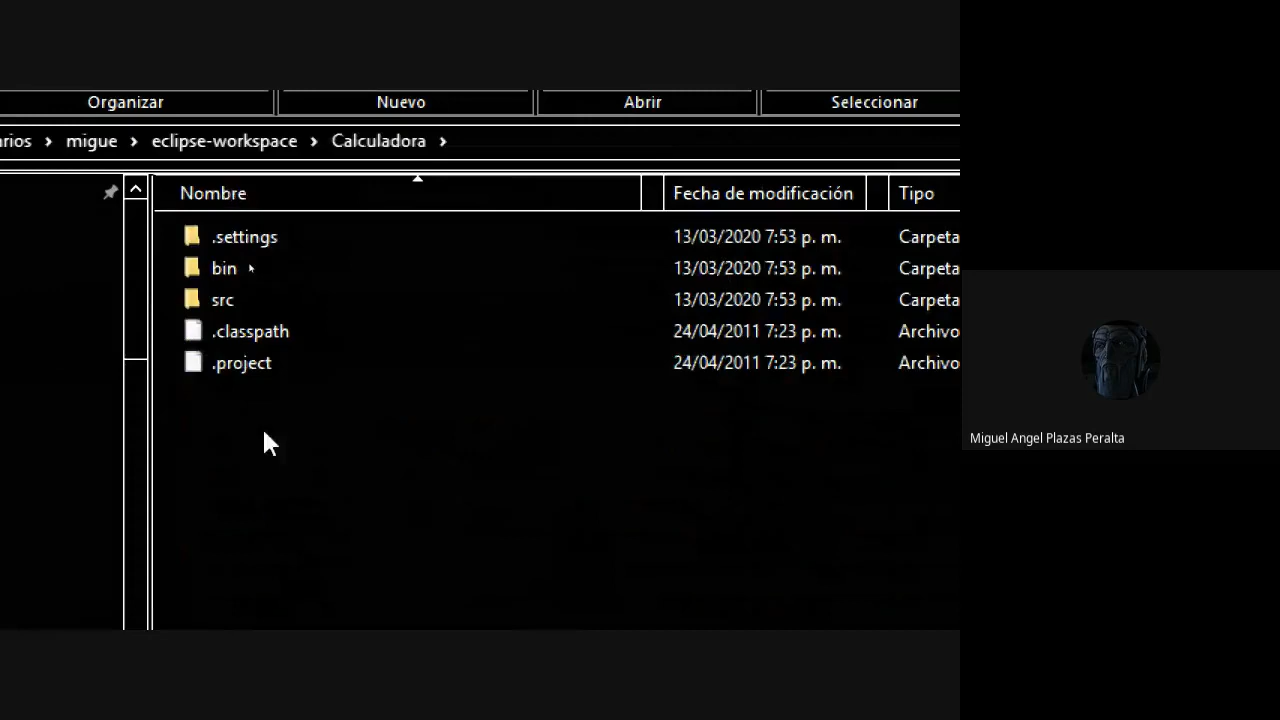 Organizar Nuevo Abrir Seleccionar
rios › migue › eclipse-workspace › Calculadora ›
Nombre Fecha de modificación Tipo
.settings 13/03/2020 7:53 p. m. Carpeta
bin 13/03/2020 7:53 p. m. Carpeta
src 13/03/2020 7:53 p. m. Carpeta
.classpath 24/04/2011 7:23 p. m. Archivo
.project 24/04/2011 7:23 p. m. Archivo
Miguel Angel Plazas Peralta